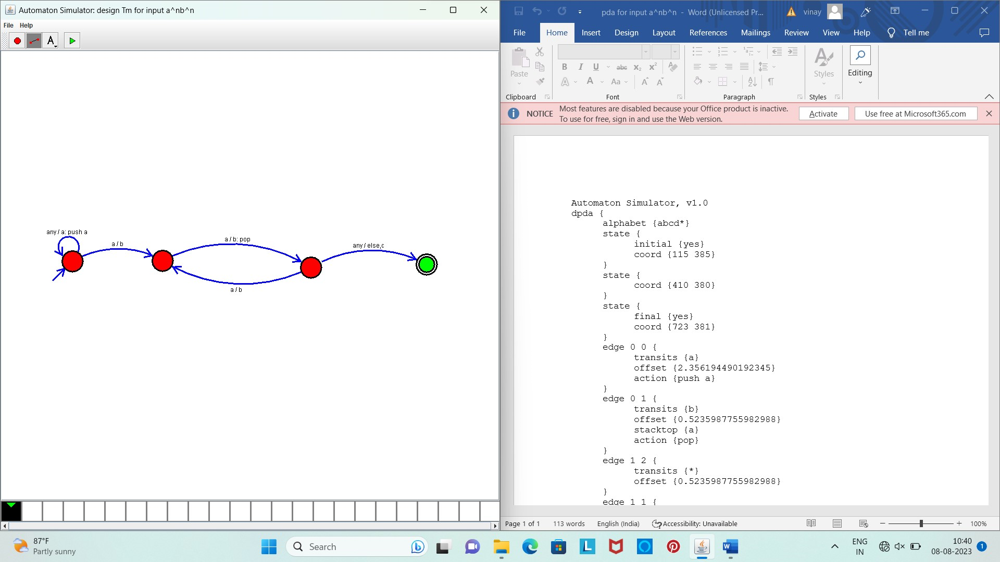 Automaton Simulator: design Tm for input a^nb^n
File Help
A
any / a: push a
a / b
a / b: pop
any / else,c
a / b
pda for input a^nb^n - Word (Unlicensed Pr...
vinay
File Home Insert Design Layout References Mailings Review View Help Tell me
Paste
B I U abc x₂ x²
A A Aa A A
Styles
Editing
Clipboard Font Paragraph Styles
NOTICE
Most features are disabled because your Office product is inactive.
To use for free, sign in and use the Web version.
Activate
Use free at Microsoft365.com
Automaton Simulator, v1.0
dpda {
alphabet {abcd*}
state {
initial {yes}
coord {115 385}
}
state {
coord {410 380}
}
state {
final {yes}
coord {723 381}
}
edge 0 0 {
transits {a}
offset {2.356194490192345}
action {push a}
}
edge 0 1 {
transits {b}
offset {0.5235987755982988}
stacktop {a}
action {pop}
}
edge 1 2 {
transits {*}
offset {0.5235987755982988}
}
edge 1 1 {
Page 1 of 1 113 words English (India) Accessibility: Unavailable 100%
87°F
Partly sunny
Search
L
ENG
IN
10:40
08-08-2023
1